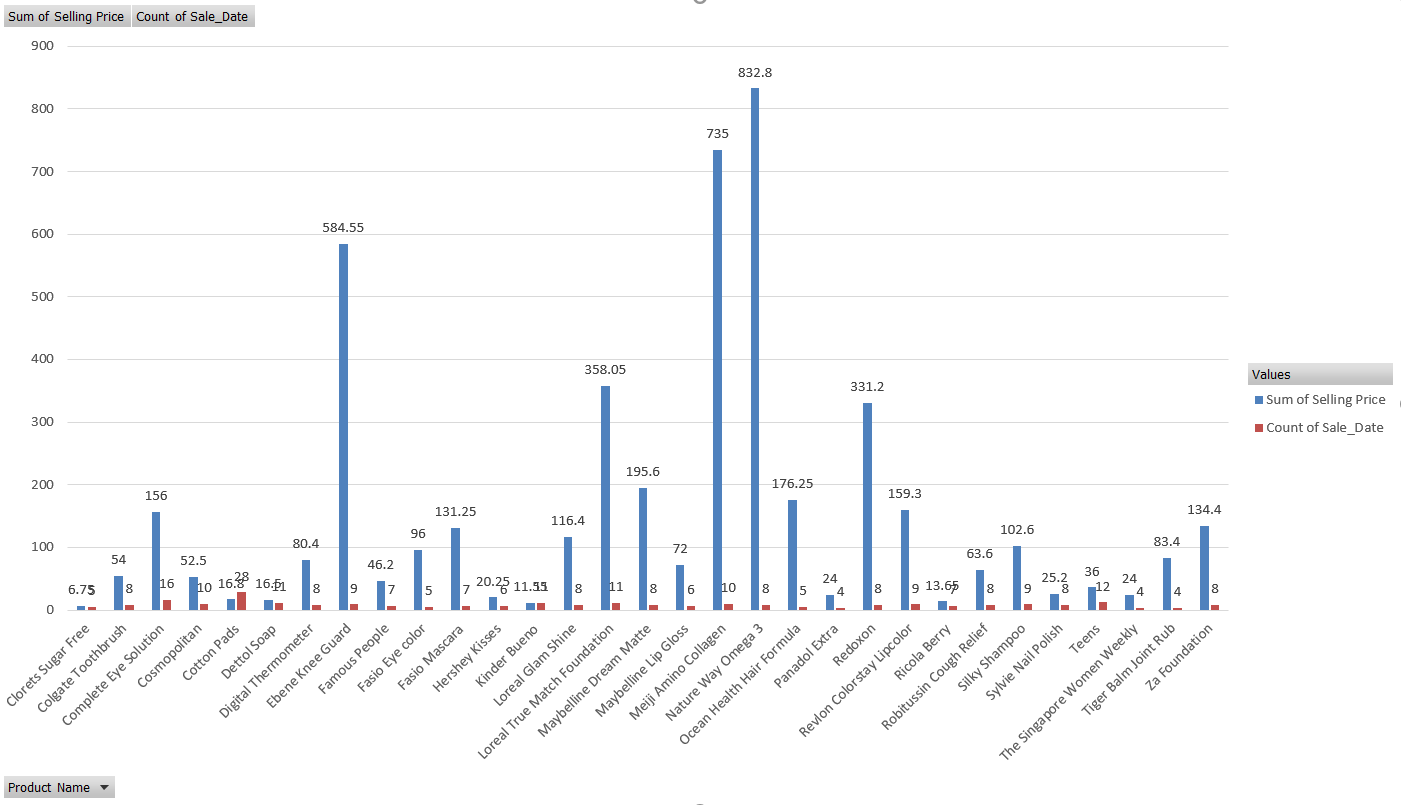 Sum of Selling Price Count of Sale_Date
900
800
700
600
500
400
300
200
100
0
6.75 5
54 8
156 16
52.5 10
16.8 28
16.5 11
80.4 8
584.55 9
46.2 7
96 5
131.25 7
20.25 6
11.55 11
116.4 8
358.05 11
195.6 8
72 6
735 10
832.8 8
176.25 5
24 4
331.2 8
159.3 9
13.65 7
63.6 8
102.6 9
25.2 8
36 12
24 4
83.4 4
134.4 8
Clorets Sugar Free
Colgate Toothbrush
Complete Eye Solution
Cosmopolitan
Cotton Pads
Dettol Soap
Digital Thermometer
Ebene Knee Guard
Famous People
Fasio Eye color
Fasio Mascara
Hershey Kisses
Kinder Bueno
Loreal Glam Shine
Loreal True Match Foundation
Maybelline Dream Matte
Maybelline Lip Gloss
Meiji Amino Collagen
Nature Way Omega 3
Ocean Health Hair Formula
Panadol Extra
Redoxon
Revlon Colorstay Lipcolor
Ricola Berry
Robitussin Cough Relief
Silky Shampoo
Sylvie Nail Polish
Teens
The Singapore Women Weekly
Tiger Balm Joint Rub
Za Foundation
Values
Sum of Selling Price
Count of Sale_Date
Product Name